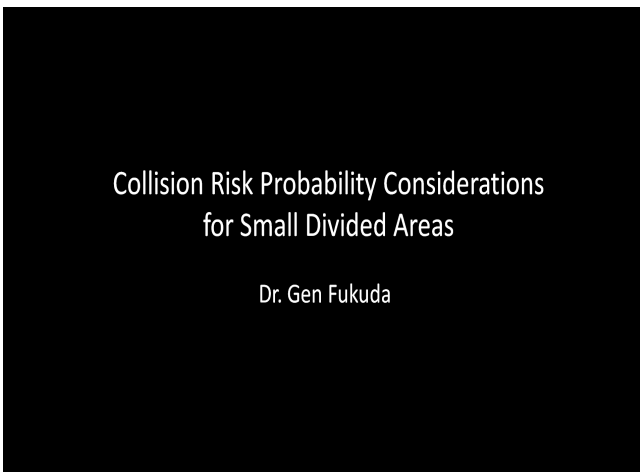 Collision Risk Probability Considerations
for Small Divided Areas
Dr. Gen Fukuda